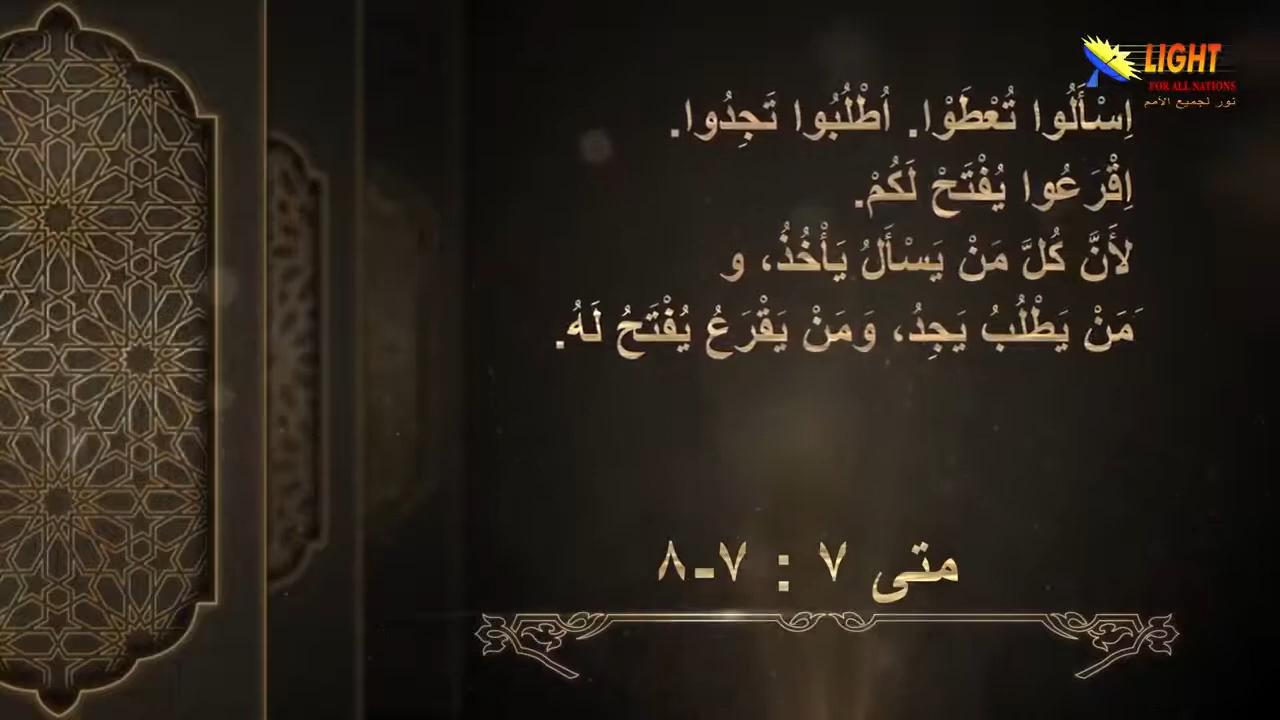 LIGHT
FOR ALL NATIONS
نور لجميع الأمم
اِسْأَلُوا تُعْطَوْا. اُطْلُبُوا تَجِدُوا.
اِقْرَعُوا يُفْتَحْ لَكُمْ.
لأَنَّ كُلَّ مَنْ يَسْأَلُ يَأْخُذُ، و
َمَنْ يَطْلُبُ يَجِدُ، وَمَنْ يَقْرَعُ يُفْتَحُ لَهُ.
متى ٧ : ٧-٨